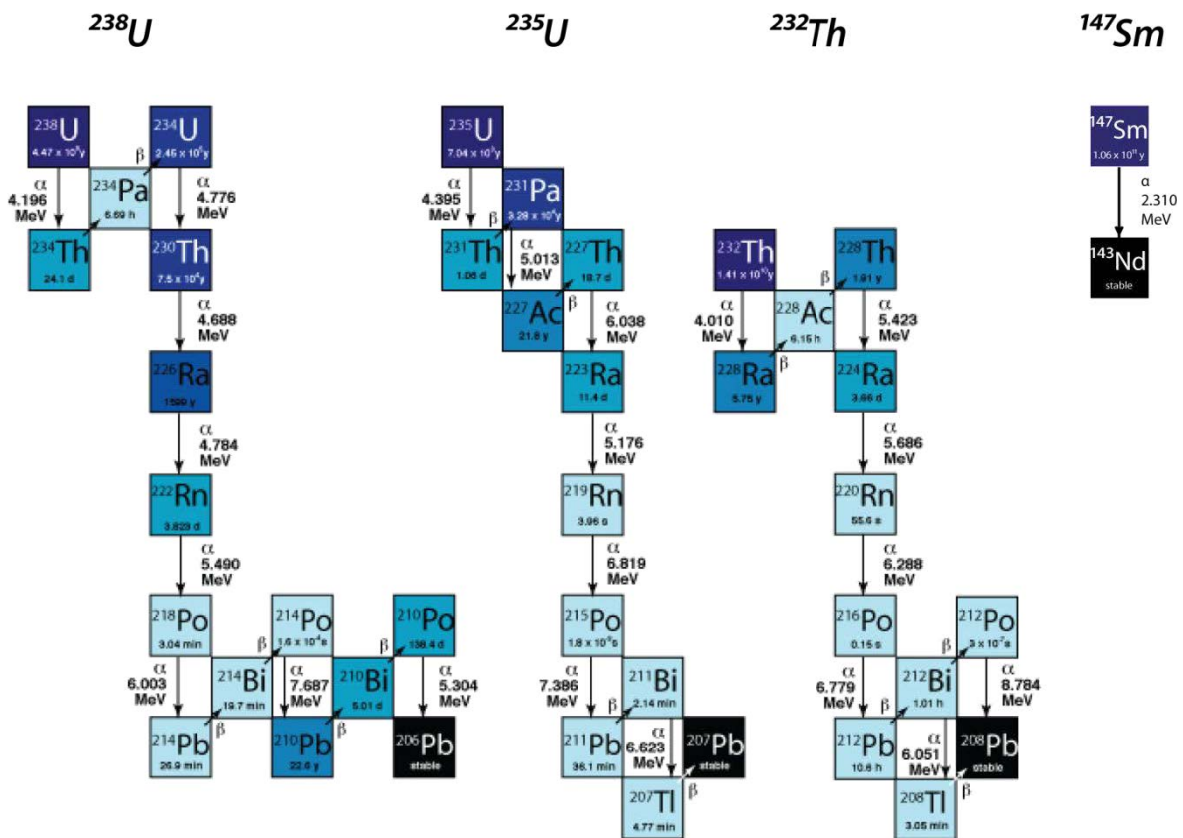 ²³⁸U
²³⁵U
²³²Th
¹⁴⁷Sm
²³⁸U
4.47 x 10⁹y
α
4.196
MeV
²³⁴Th
24.1 d
²³⁴Pa
6.69 h
β
²³⁴U
2.45 x 10⁵y
α
4.776
MeV
²³⁰Th
7.5 x 10⁴y
α
4.688
MeV
²²⁶Ra
1599 y
α
4.784
MeV
²²²Rn
3.823 d
α
5.490
MeV
²¹⁸Po
3.04 min
α
6.003
MeV
²¹⁴Pb
26.9 min
β
²¹⁴Bi
19.7 min
β
²¹⁴Po
1.6 x 10⁻⁴s
α
7.687
MeV
²¹⁰Pb
22.6 y
β
²¹⁰Bi
5.01 d
β
²¹⁰Po
138.4 d
α
5.304
MeV
²⁰⁶Pb
stable
²³⁵U
7.04 x
α
4.395
MeV
²³¹Th
1.06 d
β
²³¹Pa
3.28 x 10⁴y
α
5.013
MeV
²²⁷Ac
21.8 y
β
²²⁷Th
18.7 d
α
6.038
MeV
²²³Ra
11.4 d
α
5.176
MeV
²¹⁹Rn
3.96 s
α
6.819
MeV
²¹⁵Po
1.8 x
α
7.386
MeV
²¹¹Pb
36.1 min
β
²¹¹Bi
2.14 min
α
6.623
MeV
²⁰⁷Tl
4.77 min
β
²⁰⁷Pb
stable
²³²Th
1.41 x 10¹⁰y
α
4.010
MeV
²²⁸Ra
5.75 y
β
²²⁸Ac
6.15 h
β
²²⁸Th
1.91 y
α
5.423
MeV
²²⁴Ra
3.66 d
α
5.686
MeV
²²⁰Rn
55.6 s
α
6.288
MeV
²¹⁶Po
0.15 s
α
6.779
MeV
²¹²Pb
10.6 h
β
²¹²Bi
1.01 h
β
²¹²Po
3 x 10⁻⁷s
α
8.784
MeV
α
6.051
MeV
²⁰⁸Tl
3.05 min
β
²⁰⁸Pb
stable
¹⁴⁷Sm
1.06 x 10¹¹ y
α
2.310
MeV
¹⁴³Nd
stable